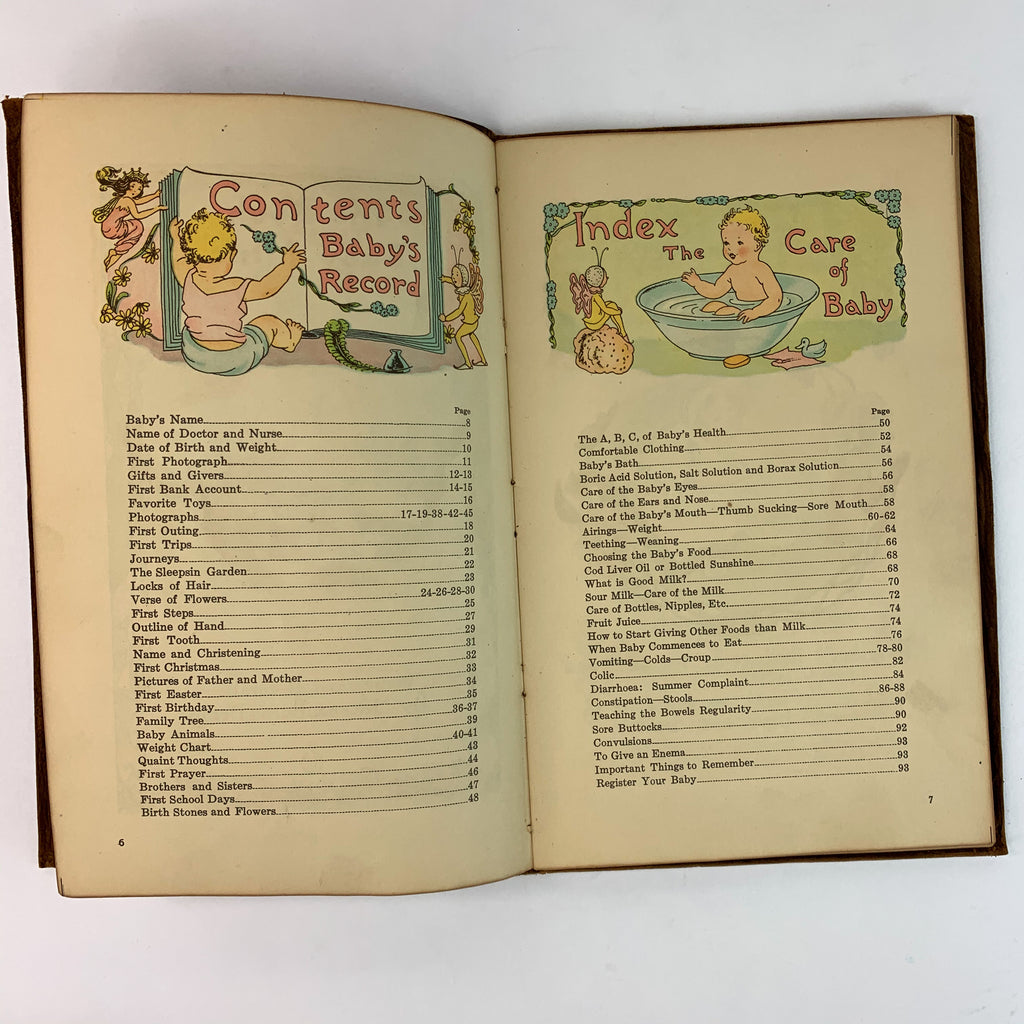 Contents
Baby's
Record
Page
Baby's Name 8
Name of Doctor and Nurse 9
Date of Birth and Weight 10
First Photograph 11
Gifts and Givers 12-13
First Bank Account 14-15
Favorite Toys 16
Photographs 17-19-38-42-45
First Outing 18
First Trips 20
Journeys 21
The Sleepsin Garden 22
Locks of Hair 23
Verse of Flowers 24-26-28-30
First Steps 25
Outline of Hand 27
First Tooth 29
Name and Christening 31
First Christmas 32
Pictures of Father and Mother 33
First Easter 34
First Birthday 35
Family Tree 36-37
Baby Animals 39
Weight Chart 40-41
Quaint Thoughts 43
First Prayer 44
Brothers and Sisters 46
First School Days 47
Birth Stones and Flowers 48
6
Index
The Care
of
Baby
Page
The A, B, C, of Baby's Health 50
Comfortable Clothing 52
Baby's Bath 54
Boric Acid Solution, Salt Solution and Borax Solution 56
Care of the Baby's Eyes 56
Care of the Ears and Nose 58
Care of the Baby's Mouth—Thumb Sucking—Sore Mouth 58
Airings—Weight 60-62
Teething—Weaning 64
Choosing the Baby's Food 66
Cod Liver Oil or Bottled Sunshine 68
What is Good Milk? 68
Sour Milk—Care of the Milk 70
Care of Bottles, Nipples, Etc. 72
Fruit Juice 74
How to Start Giving Other Foods than Milk 74
When Baby Commences to Eat 76
Vomiting—Colds—Croup 78-80
Colic 82
Diarrhoea: Summer Complaint 84
Constipation—Stools 86-88
Teaching the Bowels Regularity 90
Sore Buttocks 90
Convulsions 92
To Give an Enema 93
Important Things to Remember 93
Register Your Baby 93
7